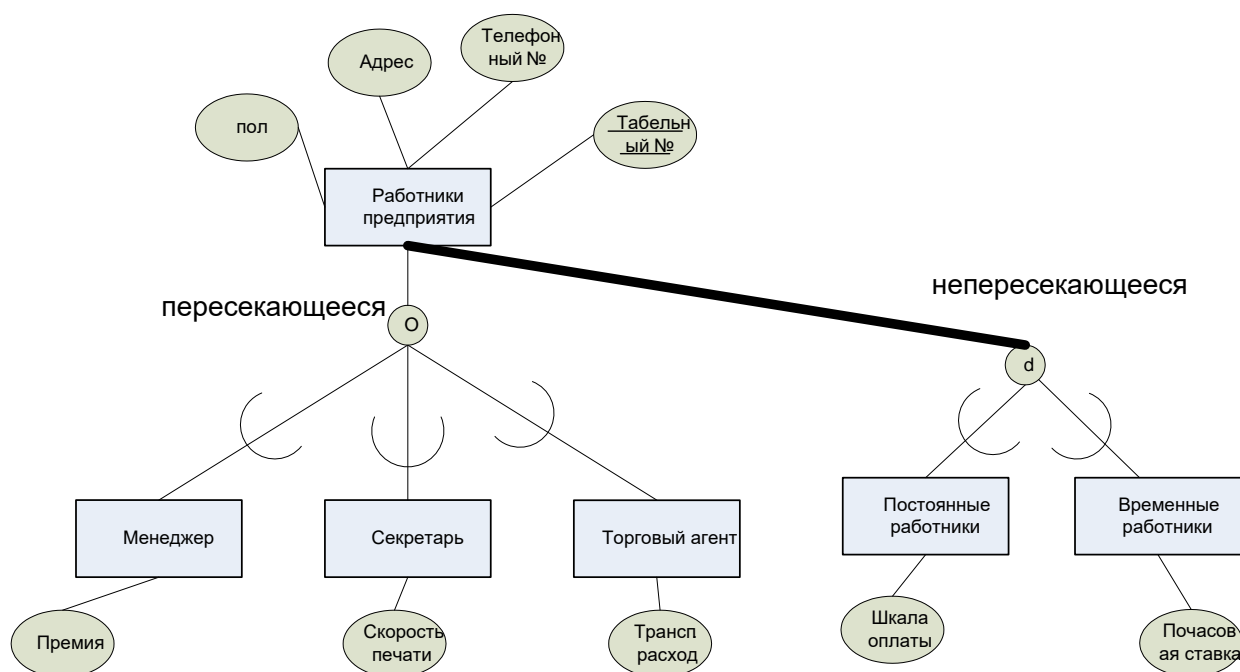 Телефон
ный №
Адрес
пол
Табельн
ый №
Работники
предприятия
пересекающееся
непересекающееся
O
d
Менеджер
Секретарь
Торговый агент
Постоянные
работники
Временные
работники
Премия
Скорость
печати
Трансп.
расход
Шкала
оплаты
Почасов
ая ставка